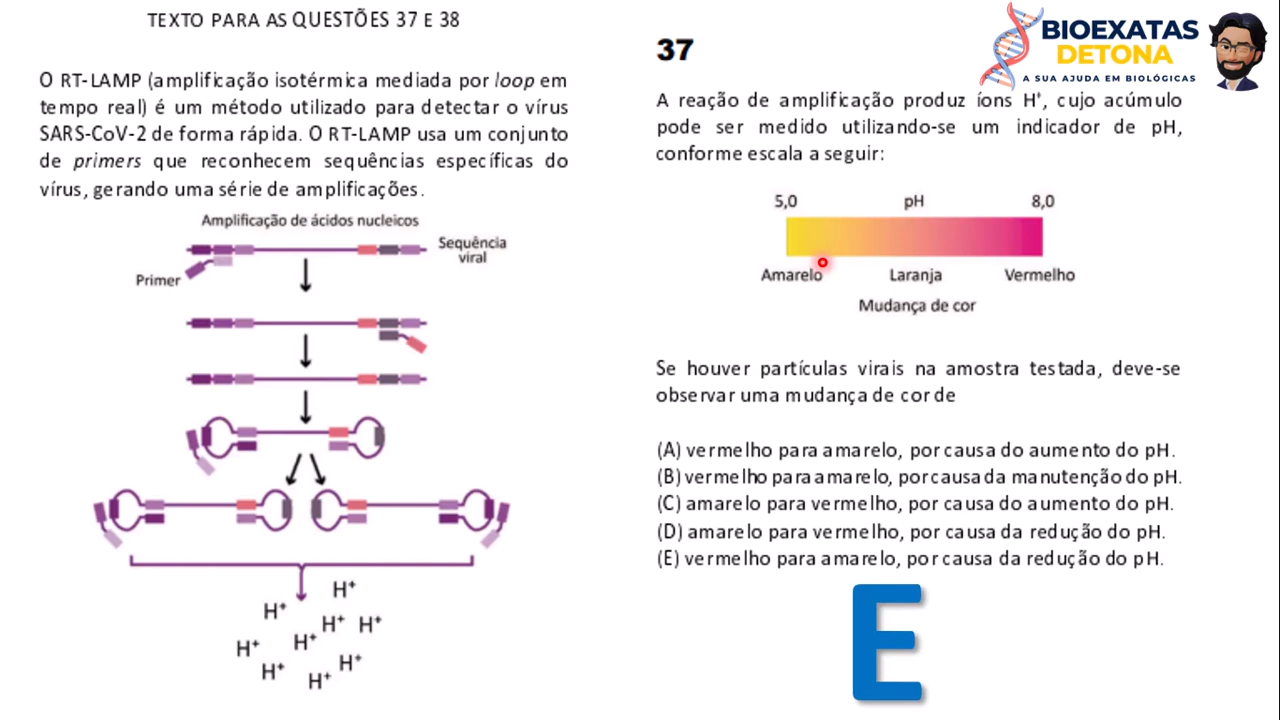 TEXTO PARA AS QUESTÕES 37 E 38
O RT-LAMP (amplificação isotérmica mediada por loop em
tempo real) é um método utilizado para detectar o vírus
SARS-CoV-2 de forma rápida. O RT-LAMP usa um conjunto
de primers que reconhecem sequências específicas do
vírus, gerando uma série de amplificações.
Amplificação de ácidos nucleicos
Sequência
viral
Primer
H⁺
H⁺
H⁺
H⁺
H⁺
H⁺
H⁺
H⁺
H⁺
BIOEXATAS
DETONA
A SUA AJUDA EM BIOLÓGICAS
37
A reação de amplificação produz íons H⁺, cujo acúmulo
pode ser medido utilizando-se um indicador de pH,
conforme escala a seguir:
5,0 pH 8,0
Amarelo Laranja Vermelho
Mudança de cor
Se houver partículas virais na amostra testada, deve-se
observar uma mudança de cor de
(A) vermelho para amarelo, por causa do aumento do pH.
(B) vermelho para amarelo, por causa da manutenção do pH.
(C) amarelo para vermelho, por causa do aumento do pH.
(D) amarelo para vermelho, por causa da redução do pH.
(E) vermelho para amarelo, por causa da redução do pH.
E